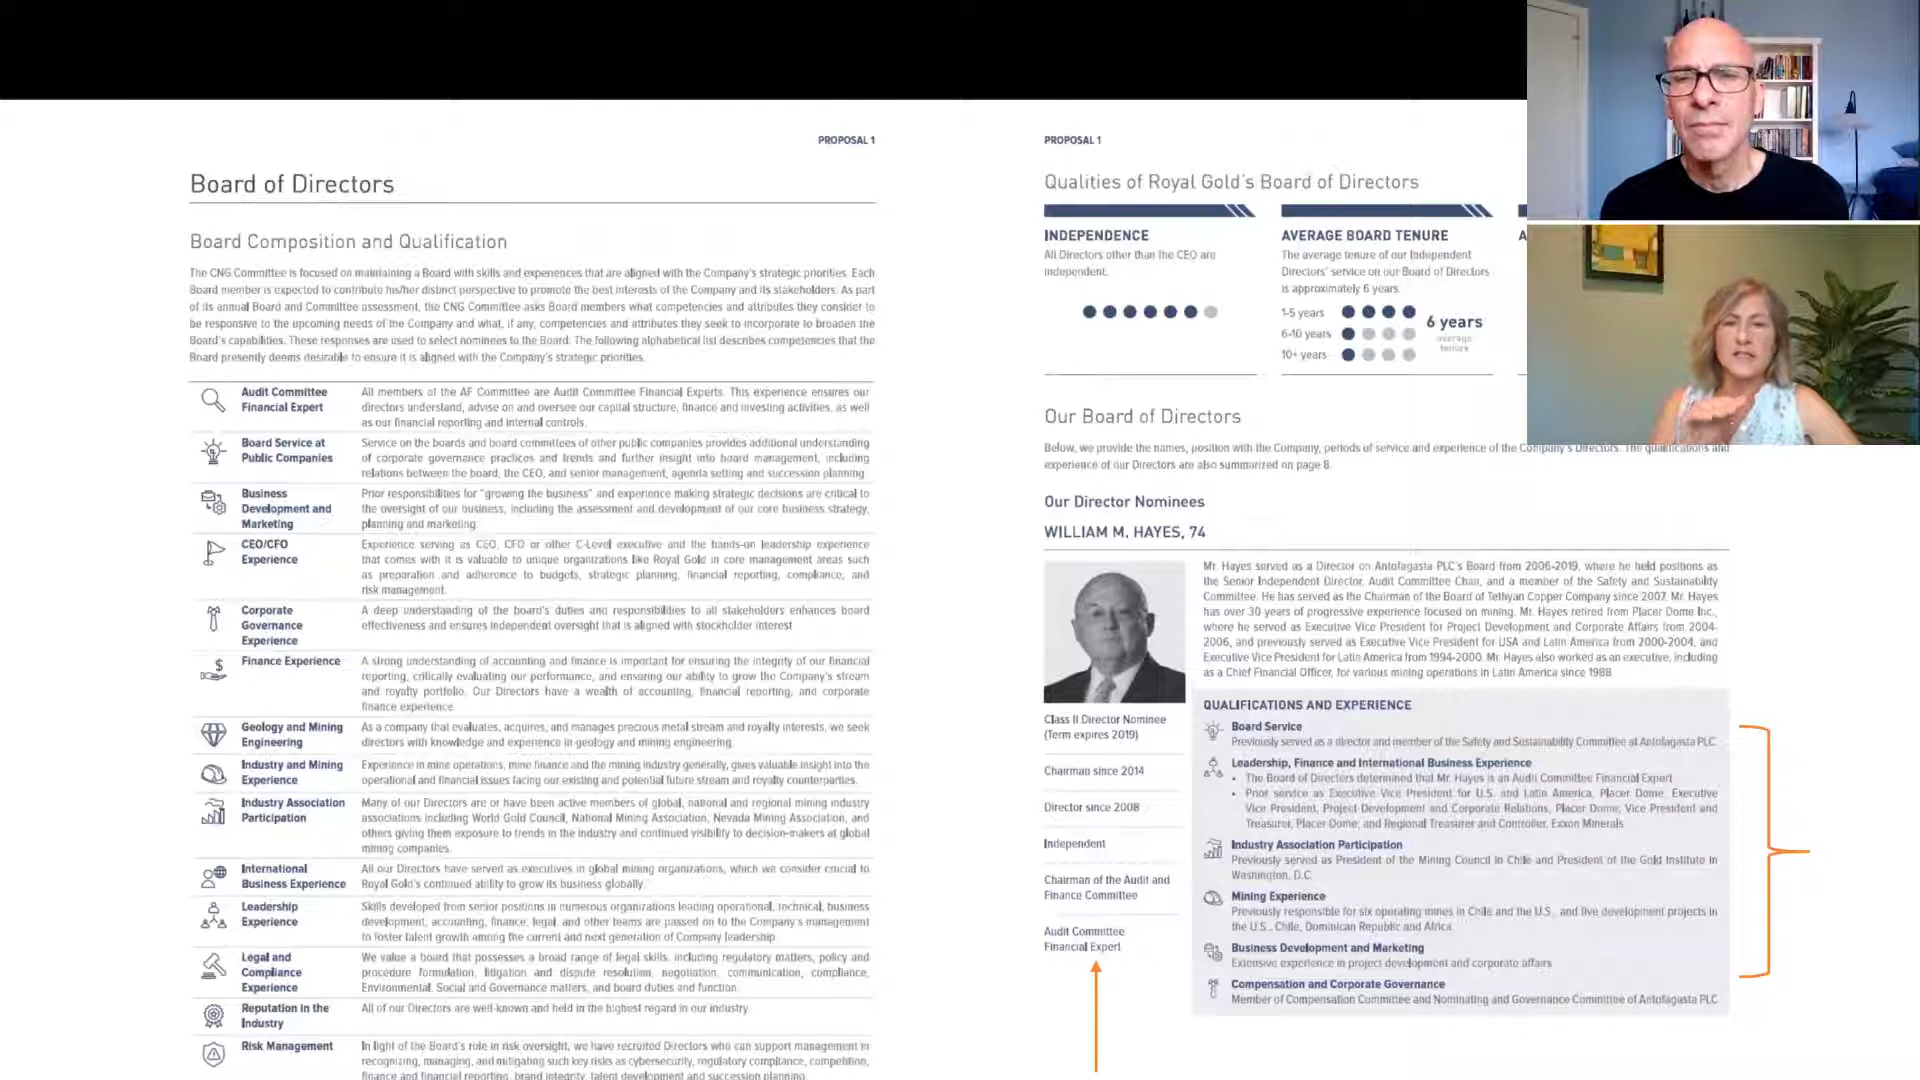 PROPOSAL 1
Board of Directors
Board Composition and Qualification
The CNG Committee is focused on maintaining a Board with skills and experiences that are aligned with the Company's strategic priorities. Each
Board member is expected to contribute his/her distinct perspective to promote the best interests of the Company and its stakeholders. As part
of its annual Board and Committee assessment, the CNG Committee asks Board members what competencies and attributes they consider to
be responsive to the upcoming needs of the Company and what, if any, competencies and attributes they seek to incorporate to broaden the
Board's capabilities. These responses are used to select nominees to the Board. The following alphabetical list describes competencies that the
Board presently deems desirable to ensure it is aligned with the Company's strategic priorities.
Audit Committee
Financial Expert
All members of the AF Committee are Audit Committee Financial Experts. This experience ensures our
directors understand, advise on and oversee our capital structure, finance and investing activities, as well
as our financial reporting and internal controls.
Board Service at
Public Companies
Service on the boards and board committees of other public companies provides additional understanding
of corporate governance practices and trends and further insight into board management, including
relations between the board, the CEO, and senior management, agenda setting and succession planning.
Business
Development and
Marketing
Prior responsibilities for "growing the business" and experience making strategic decisions are critical to
the oversight of our business, including the assessment and development of our core business strategy,
planning and marketing.
CEO/CFO
Experience
Experience serving as CEO, CFO or other C-Level executive and the hands-on leadership experience
that comes with it is valuable to unique organizations like Royal Gold in core management areas such
as preparation and adherence to budgets, strategic planning, financial reporting, compliance, and
risk management.
Corporate
Governance
Experience
A deep understanding of the board's duties and responsibilities to all stakeholders enhances board
effectiveness and ensures independent oversight that is aligned with stockholder interest.
Finance Experience
A strong understanding of accounting and finance is important for ensuring the integrity of our financial
reporting, critically evaluating our performance, and ensuring our ability to grow the Company's stream
and royalty portfolio. Our Directors have a wealth of accounting, financial reporting, and corporate
finance experience.
Geology and Mining
Engineering
As a company that evaluates, acquires, and manages precious metal stream and royalty interests, we seek
directors with knowledge and experience in geology and mining engineering.
Industry and Mining
Experience
Experience in mine operations, mine finance and the mining industry generally, gives valuable insight into the
operational and financial issues facing our existing and potential future stream and royalty counterparties.
Industry Association
Participation
Many of our Directors are or have been active members of global, national and regional mining industry
associations including World Gold Council, National Mining Association, Nevada Mining Association, and
others giving them exposure to trends in the industry and continued visibility to decision-makers at global
mining companies.
International
Business Experience
All our Directors have served as executives in global mining organizations, which we consider crucial to
Royal Gold's continued ability to grow its business globally.
Leadership
Experience
Skills developed from senior positions in numerous organizations leading operational, technical, business
development, accounting, finance, legal, and other teams are passed on to the Company's management
to foster talent growth among the current and next generation of Company leadership.
Legal and
Compliance
Experience
We value a board that possesses a broad range of legal skills, including regulatory matters, policy and
procedure formulation, litigation and dispute resolution, negotiation, communication, compliance,
Environmental, Social and Governance matters, and board duties and function.
Reputation in the
Industry
All of our Directors are well-known and held in the highest regard in our industry.
Risk Management
In light of the Board's role in risk oversight, we have recruited Directors who can support management in
recognizing, managing, and mitigating such key risks as cybersecurity, regulatory compliance, competition,
finance and financial reporting, brand integrity, talent development and succession planning.
PROPOSAL 1
Qualities of Royal Gold's Board of Directors
INDEPENDENCE
All Directors other than the CEO are
independent.
AVERAGE BOARD TENURE
The average tenure of our Independent
Directors' service on our Board of Directors
is approximately 6 years.
1-5 years
6-10 years
10+ years
6 years
average
tenure
A
Our Board of Directors
Below, we provide the names, position with the Company, periods of service and experience of the Company's Directors. The qualifications and
experience of our Directors are also summarized on page 8.
Our Director Nominees
WILLIAM M. HAYES, 74
Class II Director Nominee
(Term expires 2019)
Chairman since 2014
Director since 2008
Independent
Chairman of the Audit and
Finance Committee
Audit Committee
Financial Expert
Mr. Hayes served as a Director on Antofagasta PLC's Board from 2006-2019, where he held positions as
the Senior Independent Director, Audit Committee Chair, and a member of the Safety and Sustainability
Committee. He has served as the Chairman of the Board of Tethyan Copper Company since 2007. Mr. Hayes
has over 30 years of progressive experience focused on mining. Mr. Hayes retired from Placer Dome Inc.,
where he served as Executive Vice President for Project Development and Corporate Affairs from 2004-
2006, and previously served as Executive Vice President for USA and Latin America from 2000-2004, and
Executive Vice President for Latin America from 1994-2000. Mr. Hayes also worked as an executive, including
as a Chief Financial Officer, for various mining operations in Latin America since 1988.
QUALIFICATIONS AND EXPERIENCE
Board Service
Previously served as a director and member of the Safety and Sustainability Committee at Antofagasta PLC
Leadership, Finance and International Business Experience
• The Board of Directors determined that Mr. Hayes is an Audit Committee Financial Expert
• Prior service as Executive Vice President for U.S. and Latin America, Placer Dome, Executive
Vice President, Project Development and Corporate Relations, Placer Dome; Vice President and
Treasurer, Placer Dome; and Regional Treasurer and Controller, Exxon Minerals
Industry Association Participation
Previously served as President of the Mining Council in Chile and President of the Gold Institute in
Washington, D.C.
Mining Experience
Previously responsible for six operating mines in Chile and the U.S., and five development projects in
the U.S., Chile, Dominican Republic and Africa.
Business Development and Marketing
Extensive experience in project development and corporate affairs
Compensation and Corporate Governance
Member of Compensation Committee and Nominating and Governance Committee of Antofagasta PLC